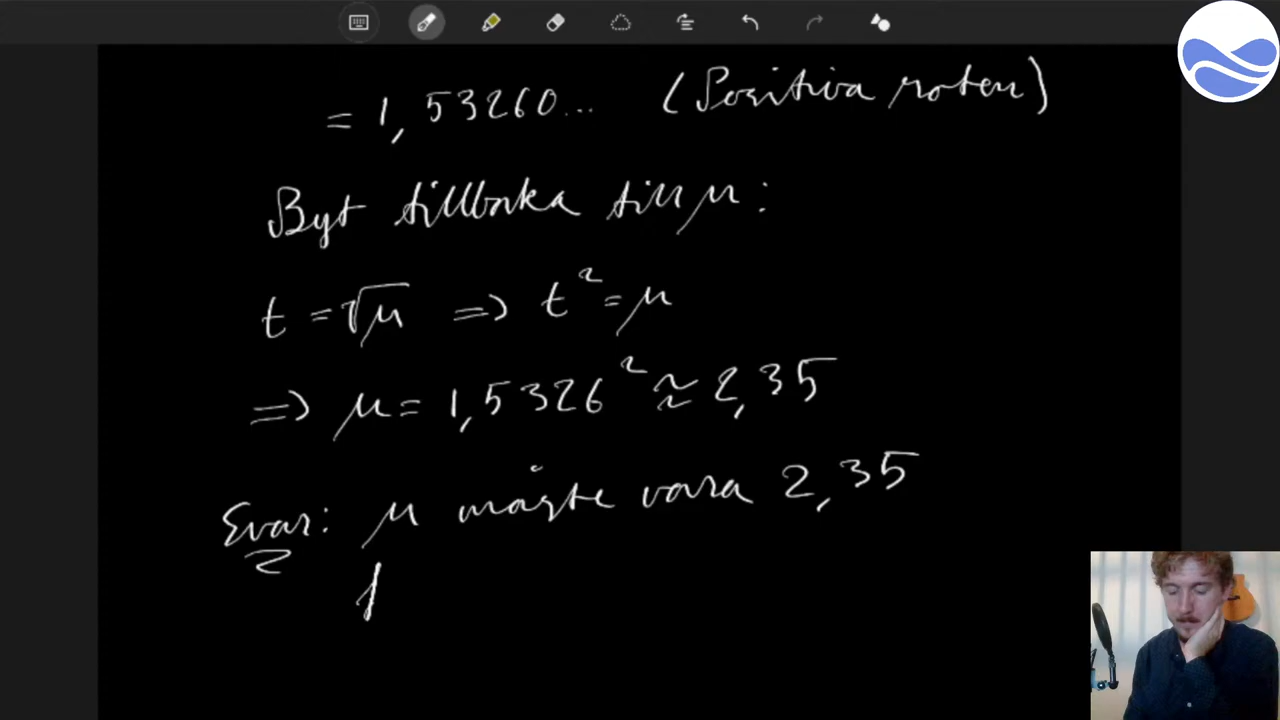 = 1,53260... (Positiva roten)
Byt tillbaka till μ:
t = √μ => t² = μ
=> μ = 1,5326² ≈ 2,35
Svar: μ måste vara 2,35
f